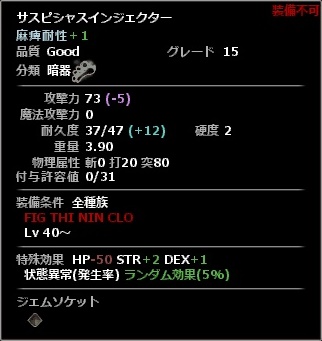 装備不可
サスピシャスインジェクター
麻痺耐性+1
品質 Good グレード 15
分類 暗器
攻撃力 73 (-5)
魔法攻撃力 0
耐久度 37/47 (+12) 硬度 2
重量 3.90
物理属性 斬0 打20 突80
付与許容値 0/31
装備条件 全種族
FIG THI NIN CLO
Lv 40～
特殊効果 HP-50 STR+2 DEX+1
状態異常(発生率) ランダム効果(5%)
ジェムソケット